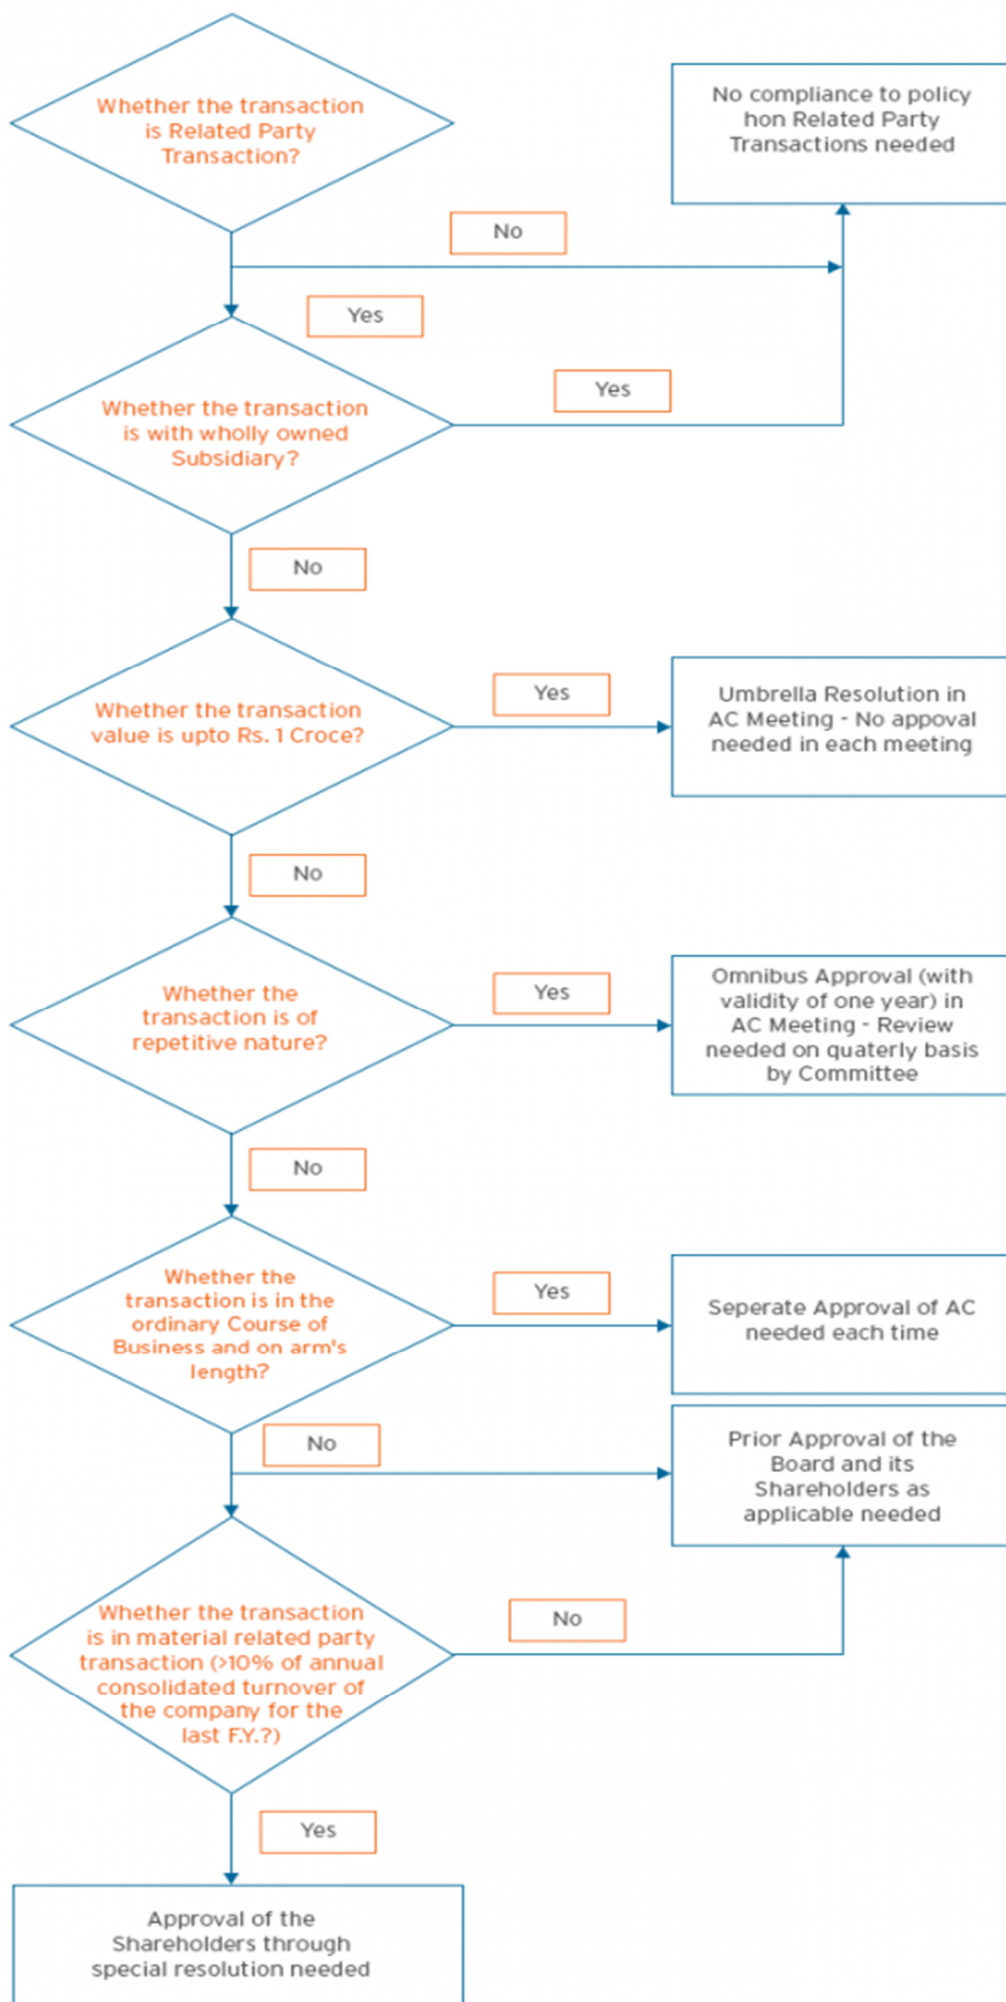 Whether the transaction
is Related Party
Transaction?
No compliance to policy
hon Related Party
Transactions needed
No
Yes
Whether the transaction
is with wholly owned
Subsidiary?
Yes
No
Whether the transaction
value is upto Rs. 1 Croce?
Yes
Umbrella Resolution in
AC Meeting - No appoval
needed in each meeting
No
Whether the
transaction is of
repetitive nature?
Yes
Omnibus Approval (with
validity of one year) in
AC Meeting - Review
needed on quaterly basis
by Committee
No
Whether the
transaction is in the
ordinary Course of
Business and on arm's
length?
Yes
Seperate Approval of AC
needed each time
No
Prior Approval of the
Board and its
Shareholders as
applicable needed
Whether the transaction
is in material related party
transaction (>10% of annual
consolidated turnover of
the company for the
last F.Y.?)
No
Yes
Approval of the
Shareholders through
special resolution needed